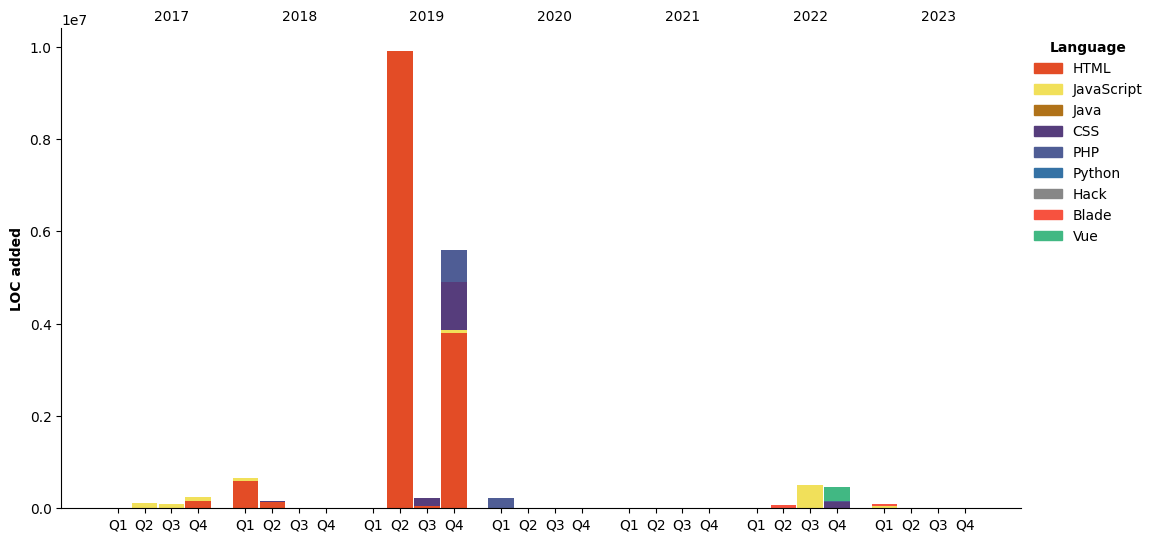 1e7
2017 2018 2019 2020 2021 2022 2023
LOC added
1.0
0.8
0.6
0.4
0.2
0.0
Q1 Q2 Q3 Q4 Q1 Q2 Q3 Q4 Q1 Q2 Q3 Q4 Q1 Q2 Q3 Q4 Q1 Q2 Q3 Q4 Q1 Q2 Q3 Q4 Q1 Q2 Q3 Q4
Language
HTML
JavaScript
Java
CSS
PHP
Python
Hack
Blade
Vue